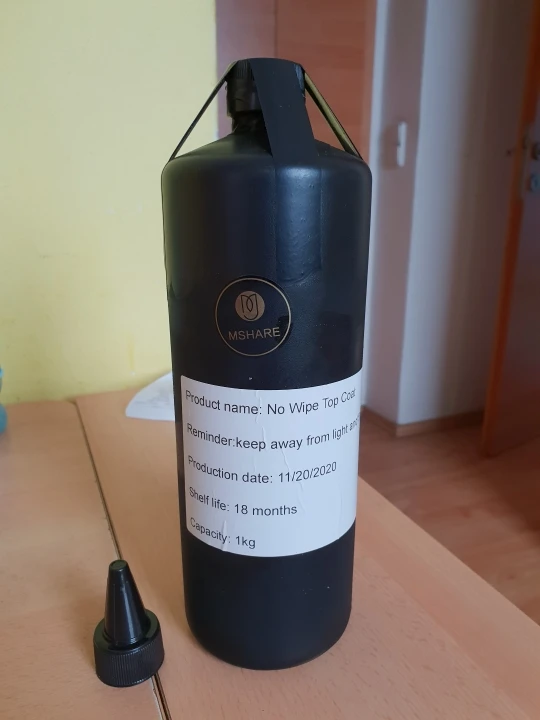 MSHARE
Product name: No Wipe Top Coat
Reminder:keep away from light and
Production date: 11/20/2020
Shelf life: 18 months
Capacity: 1kg